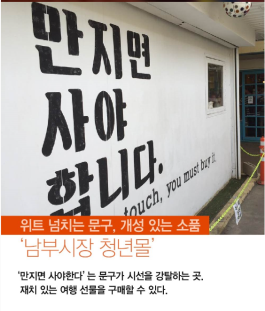 만지면
사야
합니다.
touch, you must buy it.
위트 넘치는 문구, 개성 있는 소품
‘남부시장 청년몰’
‘만지면 사야한다’ 는 문구가 시선을 강탈하는 곳.
재치 있는 여행 선물을 구매할 수 있다.